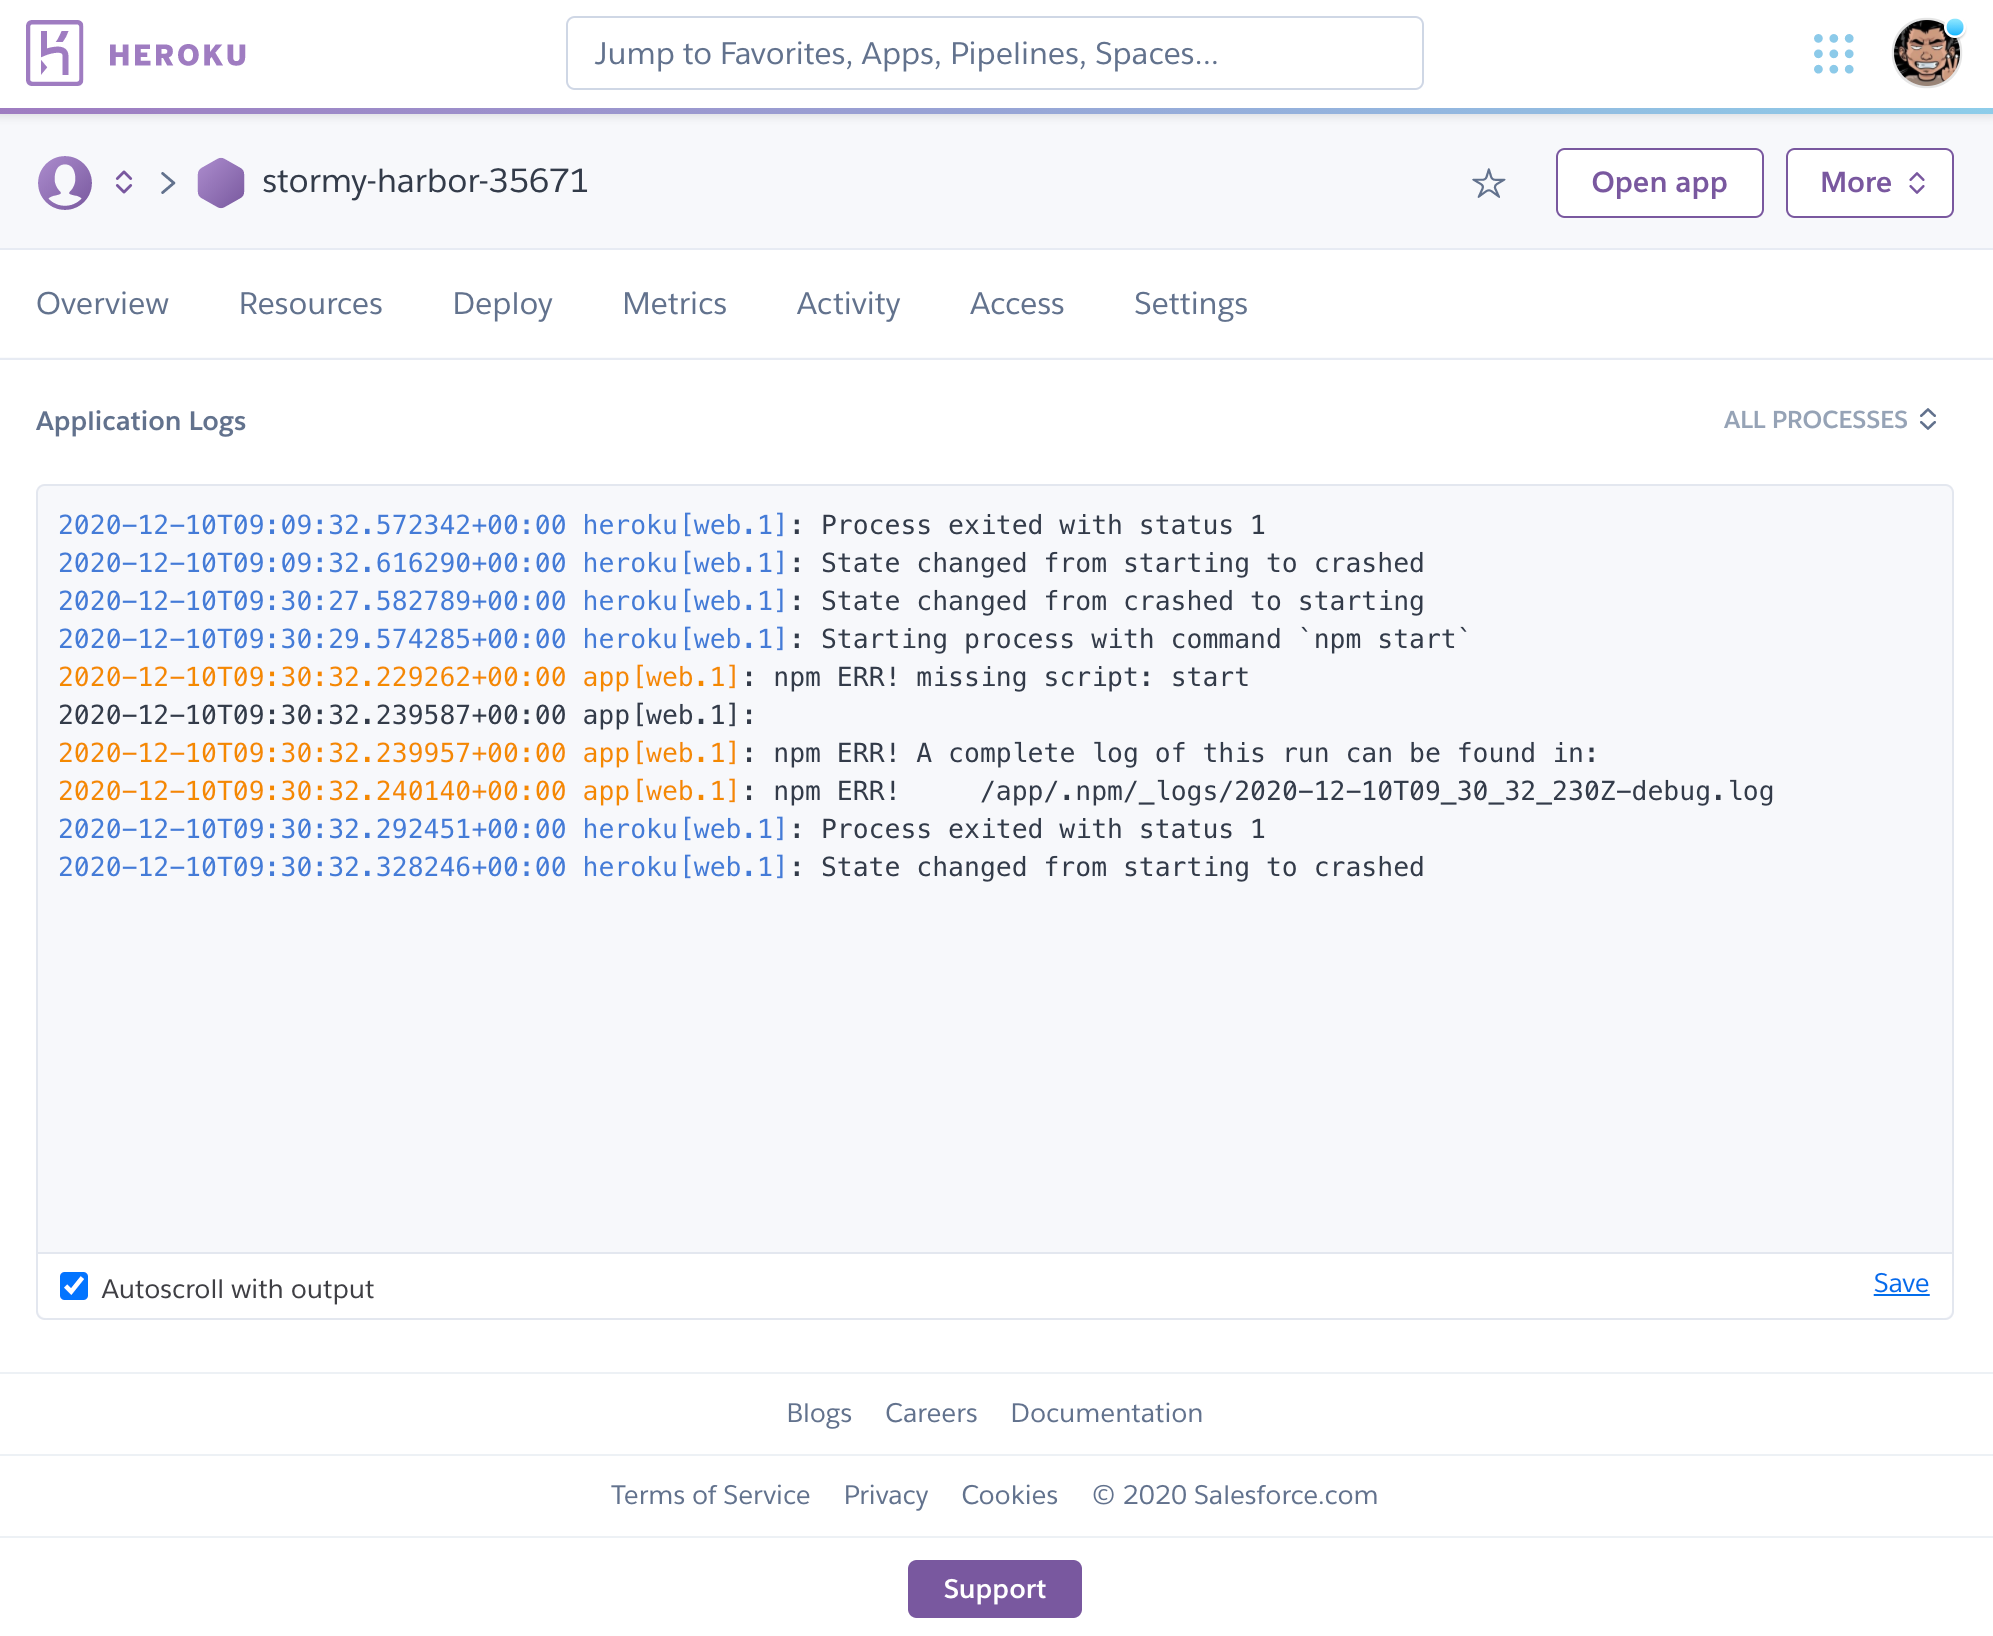 HEROKU
Jump to Favorites, Apps, Pipelines, Spaces...
stormy-harbor-35671
Open app
More
Overview Resources Deploy Metrics Activity Access Settings
Application Logs
ALL PROCESSES
2020-12-10T09:09:32.572342+00:00 heroku[web.1]: Process exited with status 1
2020-12-10T09:09:32.616290+00:00 heroku[web.1]: State changed from starting to crashed
2020-12-10T09:30:27.582789+00:00 heroku[web.1]: State changed from crashed to starting
2020-12-10T09:30:29.574285+00:00 heroku[web.1]: Starting process with command `npm start`
2020-12-10T09:30:32.229262+00:00 app[web.1]: npm ERR! missing script: start
2020-12-10T09:30:32.239587+00:00 app[web.1]:
2020-12-10T09:30:32.239957+00:00 app[web.1]: npm ERR! A complete log of this run can be found in:
2020-12-10T09:30:32.240140+00:00 app[web.1]: npm ERR!     /app/.npm/_logs/2020-12-10T09_30_32_230Z-debug.log
2020-12-10T09:30:32.292451+00:00 heroku[web.1]: Process exited with status 1
2020-12-10T09:30:32.328246+00:00 heroku[web.1]: State changed from starting to crashed
Autoscroll with output
Save
Blogs Careers Documentation
Terms of Service Privacy Cookies © 2020 Salesforce.com
Support